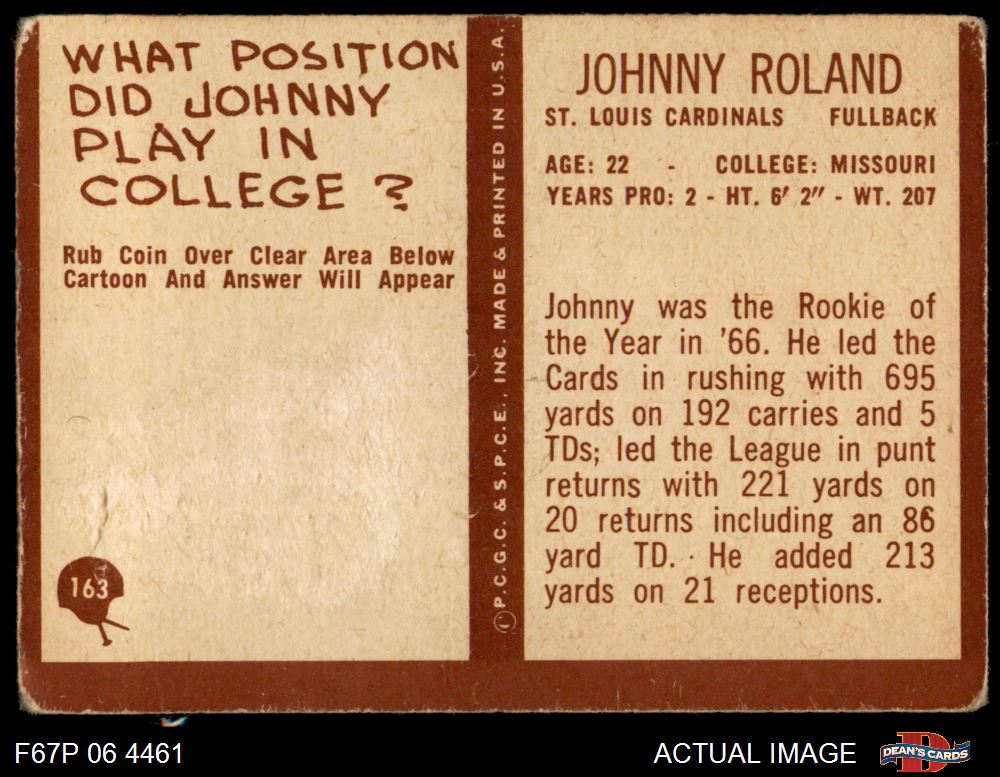 WHAT POSITION
DID JOHNNY
PLAY IN
COLLEGE ?
Rub Coin Over Clear Area Below
Cartoon And Answer Will Appear
163
© P.C.G.C. & S.P.C.E., INC. MADE & PRINTED IN U.S.A.
JOHNNY ROLAND
ST. LOUIS CARDINALS FULLBACK
AGE: 22 - COLLEGE: MISSOURI
YEARS PRO: 2 - HT. 6′ 2″ - WT. 207
Johnny was the Rookie of
the Year in '66. He led the
Cards in rushing with 695
yards on 192 carries and 5
TDs; led the League in punt
returns with 221 yards on
20 returns including an 86
yard TD. He added 213
yards on 21 receptions.
F67P 06 4461
ACTUAL IMAGE
D
DEAN'S CARDS